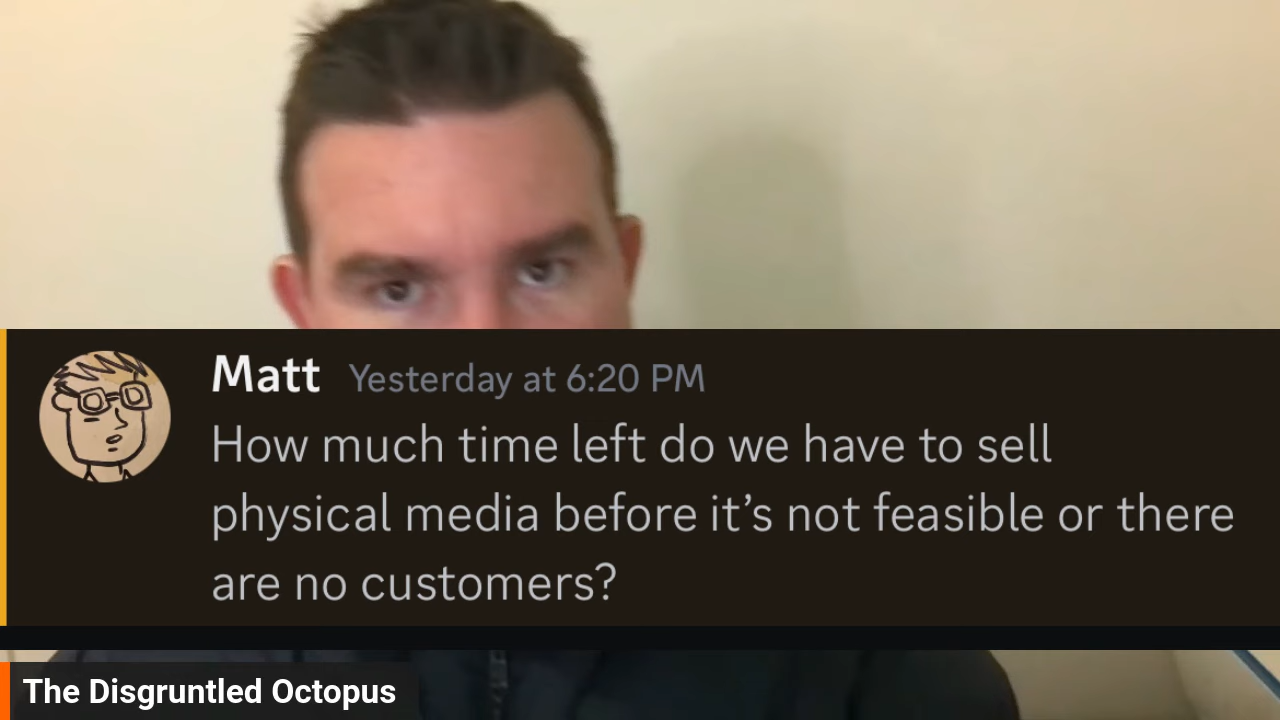 Matt Yesterday at 6:20 PM
How much time left do we have to sell
physical media before it’s not feasible or there
are no customers?
The Disgruntled Octopus